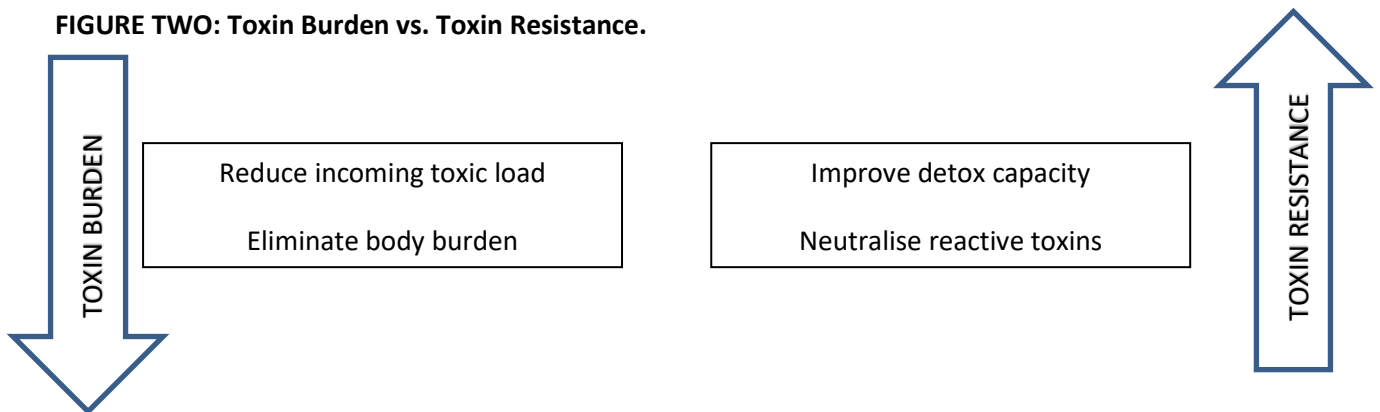 FIGURE TWO: Toxin Burden vs. Toxin Resistance.
TOXIN BURDEN
Reduce incoming toxic load
Eliminate body burden
Improve detox capacity
Neutralise reactive toxins
TOXIN RESISTANCE